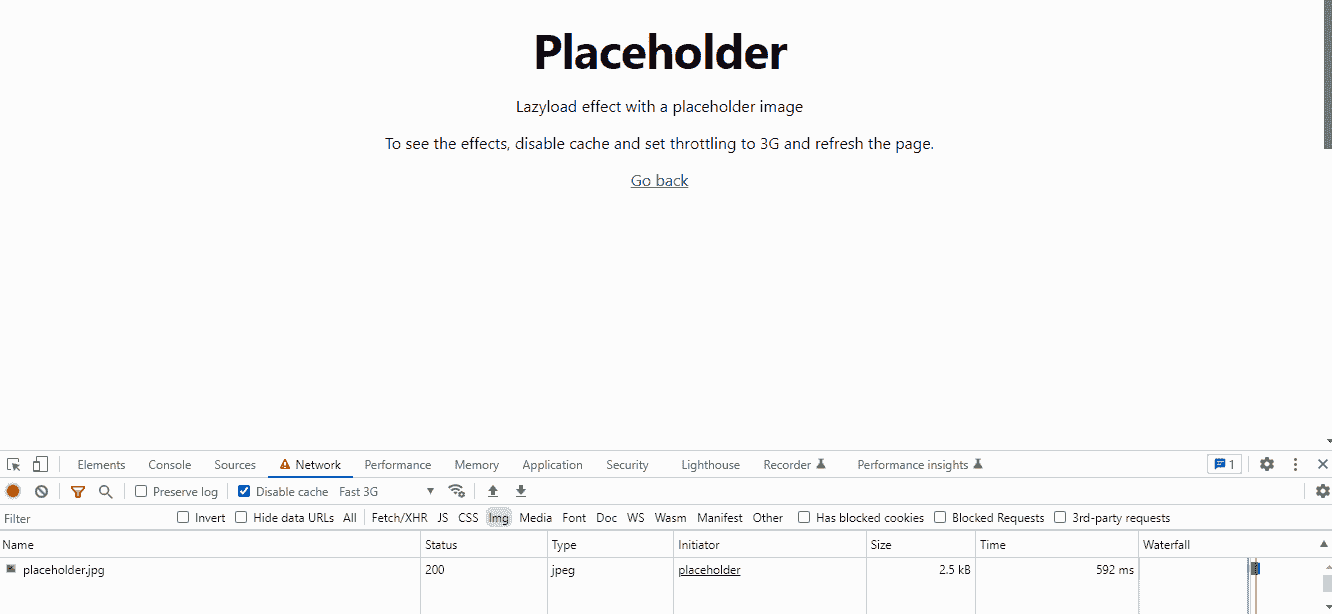 Placeholder
Lazyload effect with a placeholder image
To see the effects, disable cache and set throttling to 3G and refresh the page.
Go back
Elements Console Sources Network Performance Memory Application Security Lighthouse Recorder Performance insights 1
Preserve log Disable cache Fast 3G
Filter Invert Hide data URLs All Fetch/XHR JS CSS Img Media Font Doc WS Wasm Manifest Other Has blocked cookies Blocked Requests 3rd-party requests
Name Status Type Initiator Size Time Waterfall
placeholder.jpg 200 jpeg placeholder 2.5 kB 592 ms